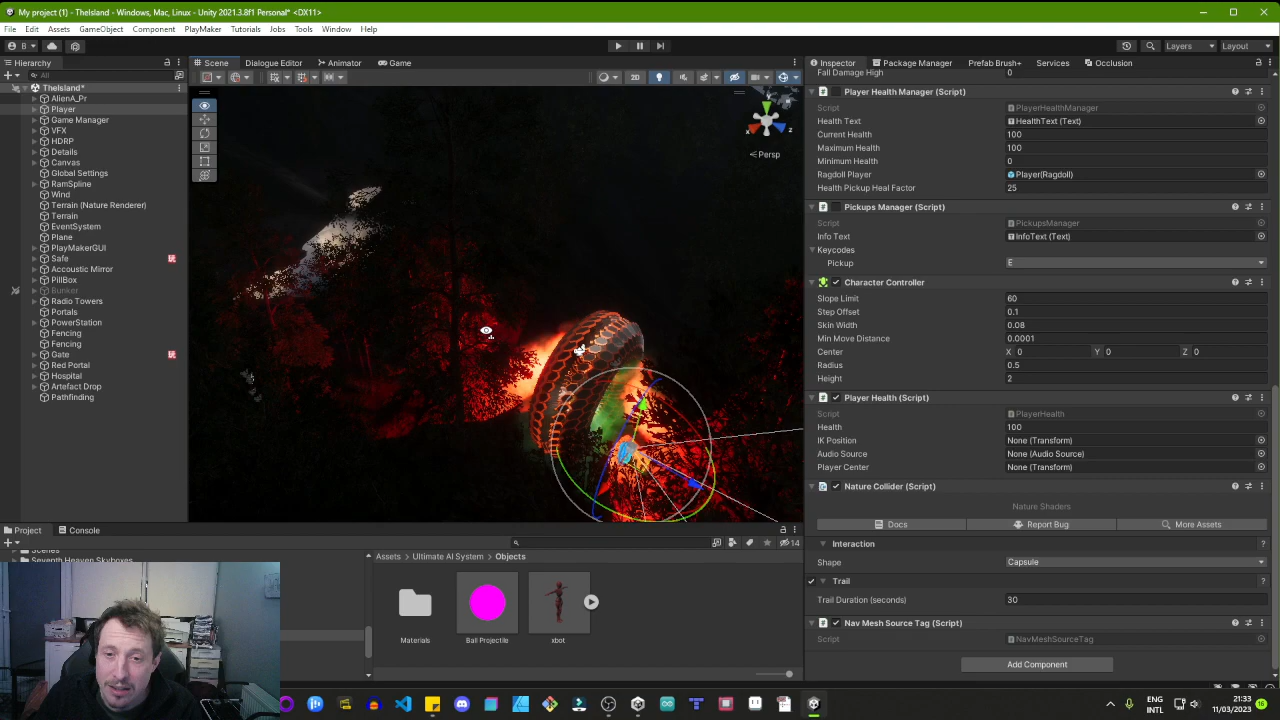 My project (1) - TheIsland - Windows, Mac, Linux - Unity 2021.3.8f1 Personal* <DX11>
File Edit Assets GameObject Component PlayMaker Tutorials Jobs Tools Window Help
B Layers Layout
Hierarchy
All
TheIsland*
AlienA_Pr
Player
Game Manager
VFX
HDRP
Details
Canvas
Global Settings
RamSpline
Wind
Terrain (Nature Renderer)
Terrain
EventSystem
Plane
PlayMakerGUI
Safe
Accoustic Mirror
PillBox
Bunker
Radio Towers
Portals
PowerStation
Fencing
Fencing
Gate
Red Portal
Hospital
Artefact Drop
Pathfinding
Scene Dialogue Editor Animator Game
2D
y
x
z
Persp
Inspector Package Manager Prefab Brush+ Services Occlusion
Fall Damage High 0
Player Health Manager (Script)
Script PlayerHealthManager
Health Text HealthText (Text)
Current Health 100
Maximum Health 100
Minimum Health 0
Ragdoll Player Player(Ragdoll)
Health Pickup Heal Factor 25
Pickups Manager (Script)
Script PickupsManager
Info Text InfoText (Text)
Keycodes
Pickup E
Character Controller
Slope Limit 60
Step Offset 0.1
Skin Width 0.08
Min Move Distance 0.0001
Center X 0 Y 0 Z 0
Radius 0.5
Height 2
Player Health (Script)
Script PlayerHealth
Health 100
IK Position None (Transform)
Audio Source None (Audio Source)
Player Center None (Transform)
Nature Collider (Script)
Nature Shaders
Docs Report Bug More Assets
Interaction
Shape Capsule
Trail
Trail Duration (seconds) 30
Nav Mesh Source Tag (Script)
Script NavMeshSourceTag
Add Component
Project Console
14
Scenes
Seventh Heaven Skyboxes
Assets > Ultimate AI System > Objects
Materials Ball Projectile xbot
ENG
INTL
21:33
11/03/2023